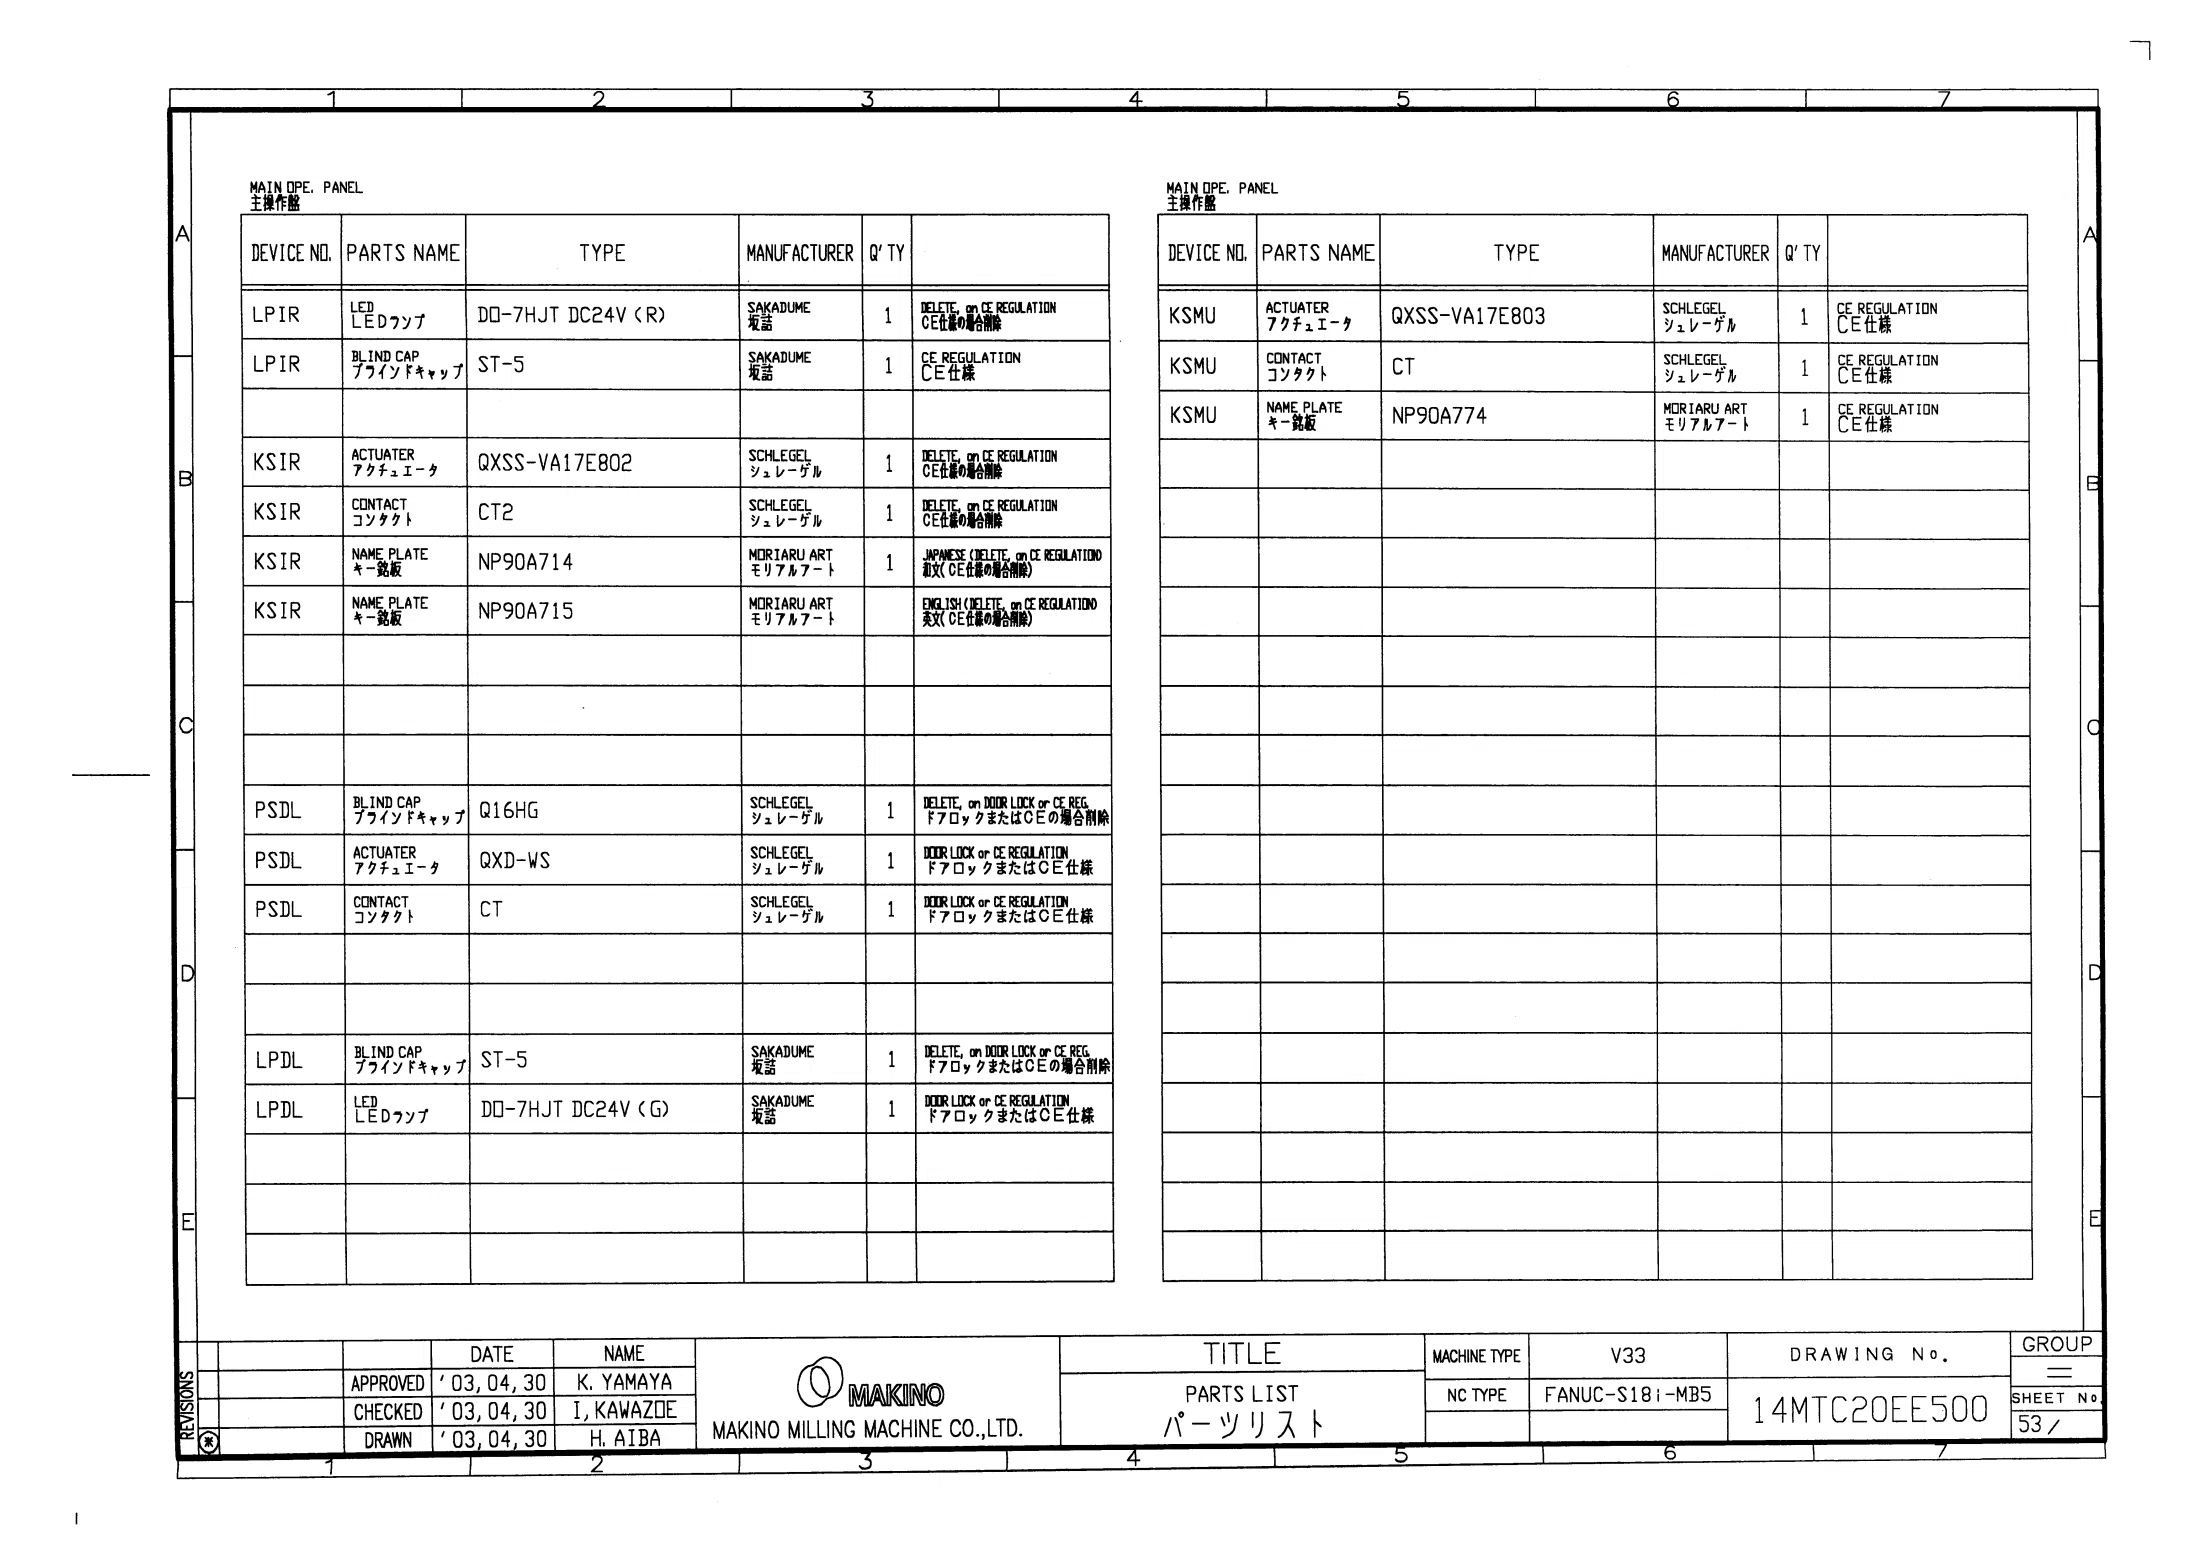 1 2 3 4 5 6 7
A
B
C
D
E
MAIN OPE. PANEL
主操作盤
DEVICE NO. PARTS NAME TYPE MANUFACTURER Q'TY
LPIR LED DO-7HJT DC24V (R) SAKADUME 1 DELETE, on CE REGULATION
LEDランプ 坂詰 CE仕様の場合削除
LPIR BLIND CAP ST-5 SAKADUME 1 CE REGULATION
ブラインドキャップ 坂詰 CE仕様
KSIR ACTUATER QXSS-VA17E802 SCHLEGEL 1 DELETE, on CE REGULATION
アクチュエータ シュレーゲル CE仕様の場合削除
KSIR CONTACT CT2 SCHLEGEL 1 DELETE, on CE REGULATION
コンタクト シュレーゲル CE仕様の場合削除
KSIR NAME PLATE NP90A714 MORIARU ART 1 JAPANESE (DELETE, on CE REGULATION)
キー銘板 モリアルアート 和文(CE仕様の場合削除)
KSIR NAME PLATE NP90A715 MORIARU ART ENGLISH (DELETE, on CE REGULATION)
キー銘板 モリアルアート 英文(CE仕様の場合削除)
PSDL BLIND CAP Q16HG SCHLEGEL 1 DELETE, on DOOR LOCK or CE REG.
ブラインドキャップ シュレーゲル ドアロックまたはCEの場合削除
PSDL ACTUATER QXD-WS SCHLEGEL 1 DOOR LOCK or CE REGULATION
アクチュエータ シュレーゲル ドアロックまたはCE仕様
PSDL CONTACT CT SCHLEGEL 1 DOOR LOCK or CE REGULATION
コンタクト シュレーゲル ドアロックまたはCE仕様
LPDL BLIND CAP ST-5 SAKADUME 1 DELETE, on DOOR LOCK or CE REG.
ブラインドキャップ 坂詰 ドアロックまたはCEの場合削除
LPDL LED DO-7HJT DC24V (G) SAKADUME 1 DOOR LOCK or CE REGULATION
LEDランプ 坂詰 ドアロックまたはCE仕様
MAIN OPE. PANEL
主操作盤
DEVICE NO. PARTS NAME TYPE MANUFACTURER Q'TY
KSMU ACTUATER QXSS-VA17E803 SCHLEGEL 1 CE REGULATION
アクチュエータ シュレーゲル CE仕様
KSMU CONTACT CT SCHLEGEL 1 CE REGULATION
コンタクト シュレーゲル CE仕様
KSMU NAME PLATE NP90A774 MORIARU ART 1 CE REGULATION
キー銘板 モリアルアート CE仕様
A
B
C
D
E
REVISIONS
DATE NAME
APPROVED '03,04,30 K. YAMAYA
CHECKED '03,04,30 I,KAWAZOE
DRAWN '03,04,30 H. AIBA
MAKINO
MAKINO MILLING MACHINE CO.,LTD.
TITLE
PARTS LIST
パーツリスト
MACHINE TYPE V33
NC TYPE FANUC-S18i-MB5
DRAWING No.
14MTC20EE500
GROUP
=
SHEET No.
53/
1 2 3 4 5 6 7